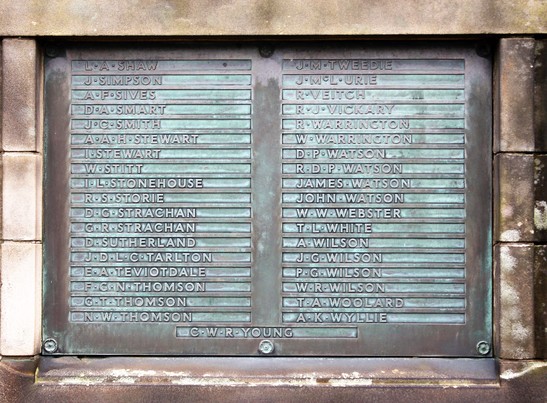 L·A·SHAW
J·SIMPSON
A·F·SIVES
D·A·SMART
J·C·SMITH
A·A·H·STEWART
J·STEWART
W·STITT
J·L·STONEHOUSE
R·S·STORIE
D·G·STRACHAN
G·R·STRACHAN
D·SUTHERLAND
J·D·L·C·TARLTON
E·A·TEVIOTDALE
F·G·N·THOMSON
G·T·THOMSON
N·W·THOMSON
J·M·TWEEDIE
J·MᶜL·URIE
R·VEITCH
R·J·VICKARY
R·WARRINGTON
W·WARRINGTON
D·P·WATSON
R·D·P·WATSON
JAMES·WATSON
JOHN·WATSON
W·W·WEBSTER
T·L·WHITE
A·WILSON
J·G·WILSON
P·G·WILSON
W·R·WILSON
T·A·WOOLARD
A·K·WYLLIE
C·W·R·YOUNG